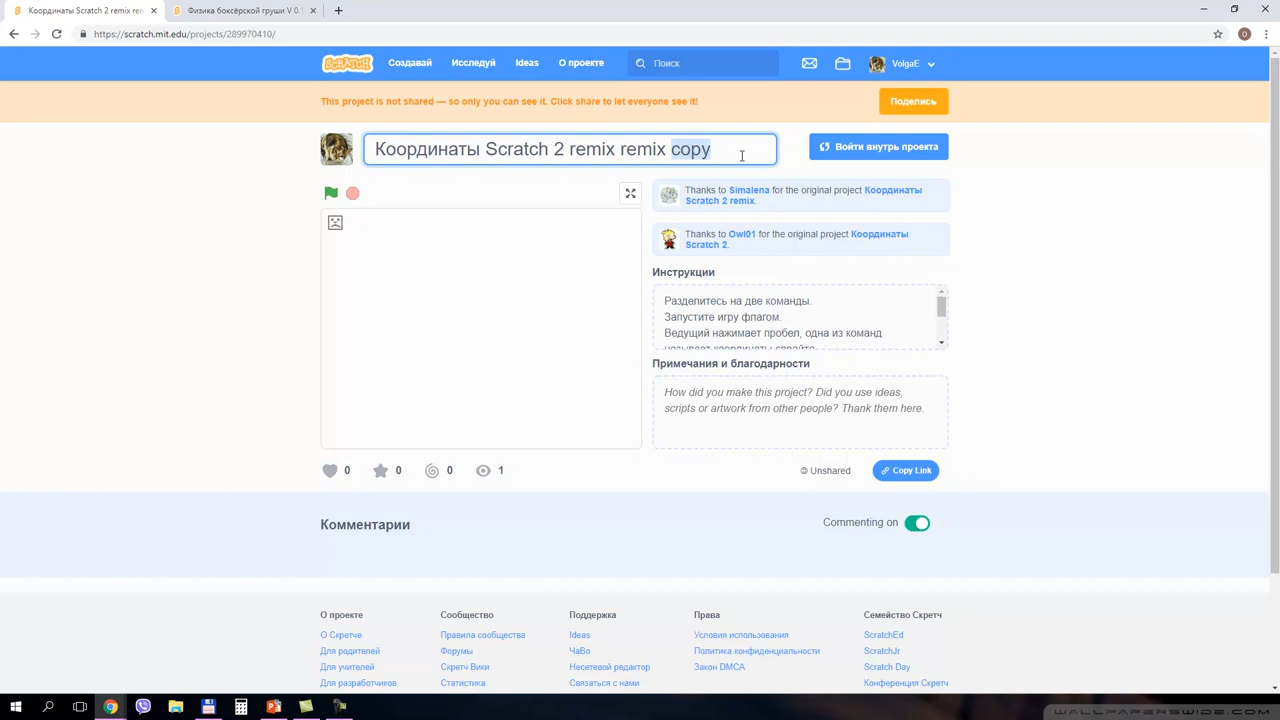 Координаты Scratch 2 remix rem
Физика боксёрской груши V 0.
https://scratch.mit.edu/projects/289970410/
SCRATCH
Создавай
Исследуй
Ideas
О проекте
Поиск
VolgaE
This project is not shared — so only you can see it. Click share to let everyone see it!
Поделись
Координаты Scratch 2 remix remix copy
Войти внутрь проекта
Thanks to Simalena for the original project Координаты
Scratch 2 remix.
Thanks to Owl01 for the original project Координаты
Scratch 2.
Инструкции
Разделитесь на две команды.
Запустите игру флагом.
Ведущий нажимает пробел, одна из команд
называет координаты спрайта
Примечания и благодарности
How did you make this project? Did you use ideas,
scripts or artwork from other people? Thank them here.
0
0
0
1
Unshared
Copy Link
Комментарии
Commenting on
О проекте
Сообщество
Поддержка
Права
Семейство Скретч
О Скретче
Правила сообщества
Ideas
Условия использования
ScratchEd
Для родителей
Форумы
ЧаВо
Политика конфиденциальности
ScratchJr
Для учителей
Скретч Вики
Несетевой редактор
Закон DMCA
Scratch Day
Для разработчиков
Статистика
Связаться с нами
Конференция Скретч
WALLPAPERSWIDE.COM